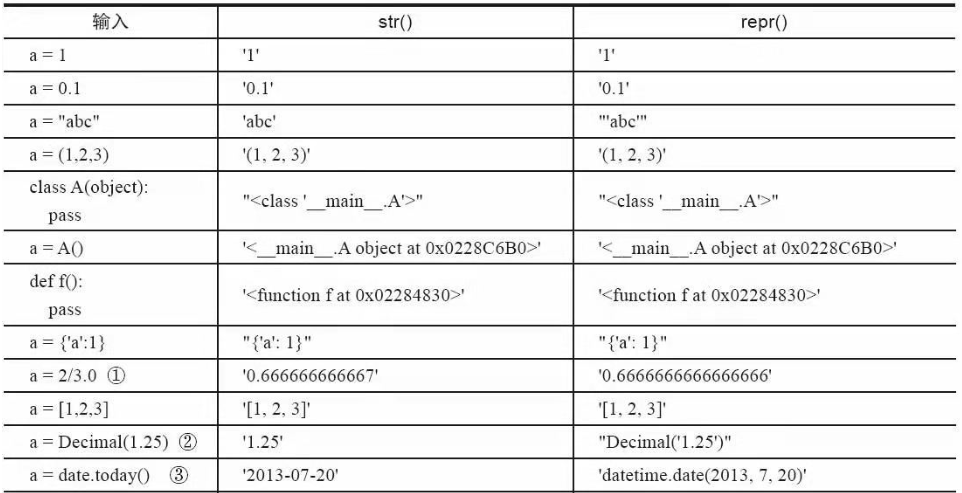 输入 str() repr()
a = 1 '1' '1'
a = 0.1 '0.1' '0.1'
a = "abc" 'abc' "'abc'"
a = (1,2,3) '(1, 2, 3)' '(1, 2, 3)'
class A(object):
pass "<class '__main__.A'>" "<class '__main__.A'>"
a = A() '<__main__.A object at 0x0228C6B0>' '<__main__.A object at 0x0228C6B0>'
def f():
pass '<function f at 0x02284830>' '<function f at 0x02284830>'
a = {'a':1} "{'a': 1}" "{'a': 1}"
a = 2/3.0 ① '0.666666666667' '0.6666666666666666'
a = [1,2,3] '[1, 2, 3]' '[1, 2, 3]'
a = Decimal(1.25) ② '1.25' "Decimal('1.25')"
a = date.today() ③ '2013-07-20' 'datetime.date(2013, 7, 20)'